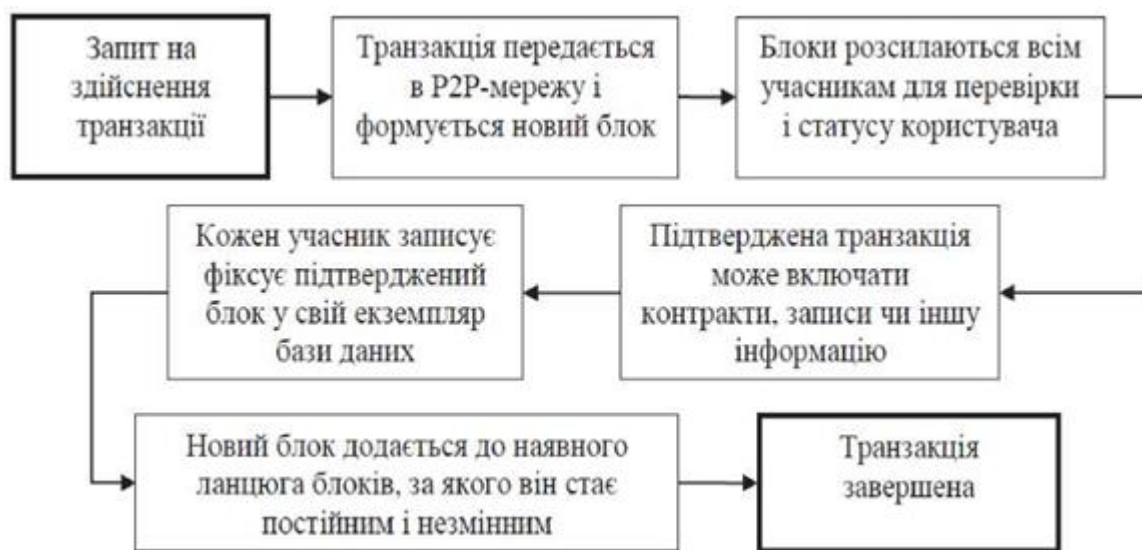 Запит на
здійснення
транзакції
Транзакція передається
в P2P-мережу і
формується новий блок
Блоки розсилаються всім
учасникам для перевірки
і статусу користувача
Підтверджена транзакція
може включати
контракти, записи чи іншу
інформацію
Кожен учасник записує
фіксує підтверджений
блок у свій екземпляр
бази даних
Новий блок додається до наявного
ланцюга блоків, за якого він стає
постійним і незмінним
Транзакція
завершена